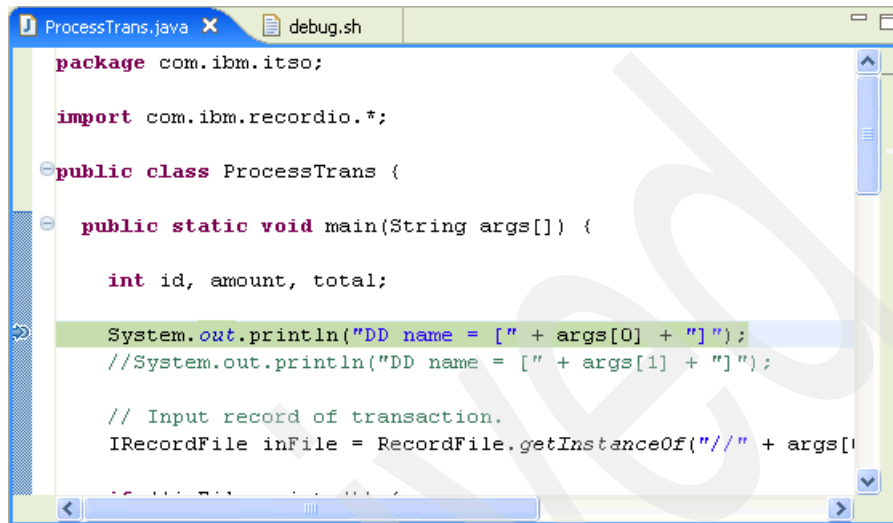 ProcessTrans.java
debug.sh
package com.ibm.itso;
import com.ibm.recordio.*;
public class ProcessTrans {
public static void main(String args[]) {
int id, amount, total;
System.out.println("DD name = [" + args[0] + "]");
//System.out.println("DD name = [" + args[1] + "]");
// Input record of transaction.
IRecordFile inFile = RecordFile.getInstanceOf("//" + args[